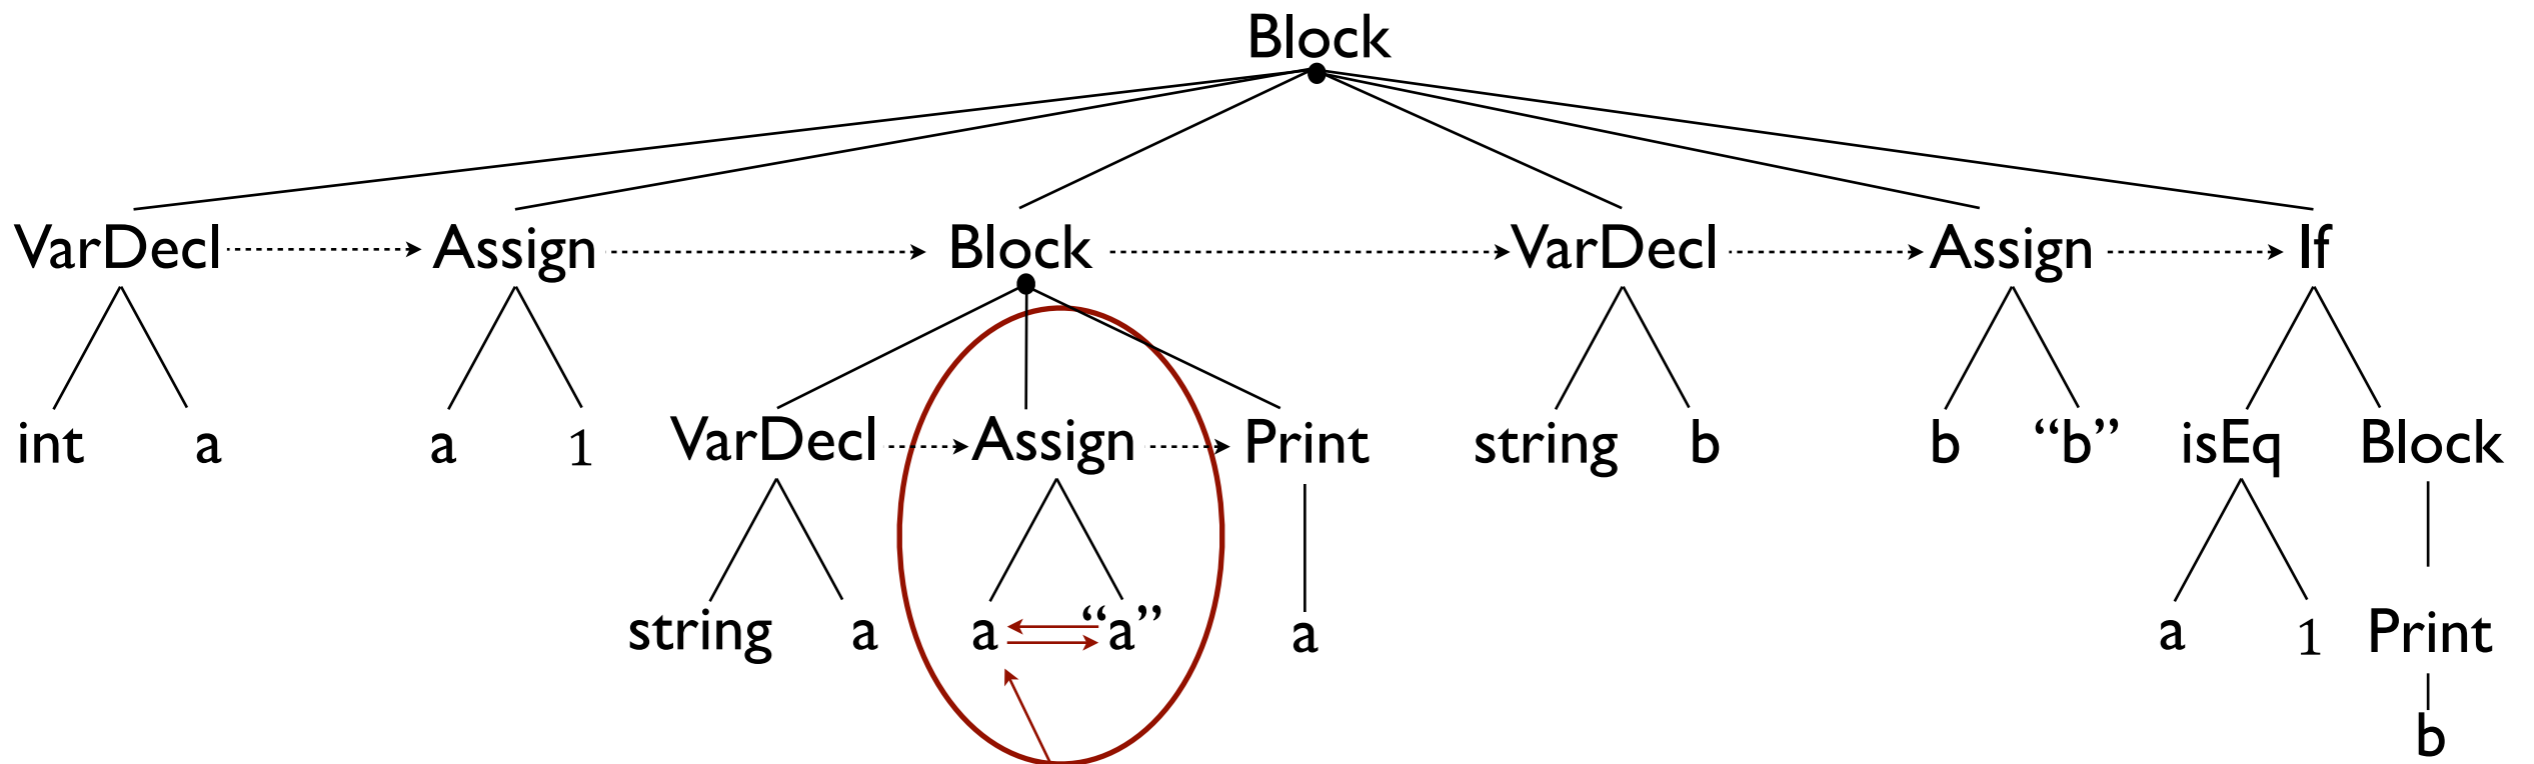 Block
VarDecl Assign Block VarDecl Assign If
int a a 1 VarDecl Assign Print string b b “b” isEq Block
string a a “a” a a 1 Print
b